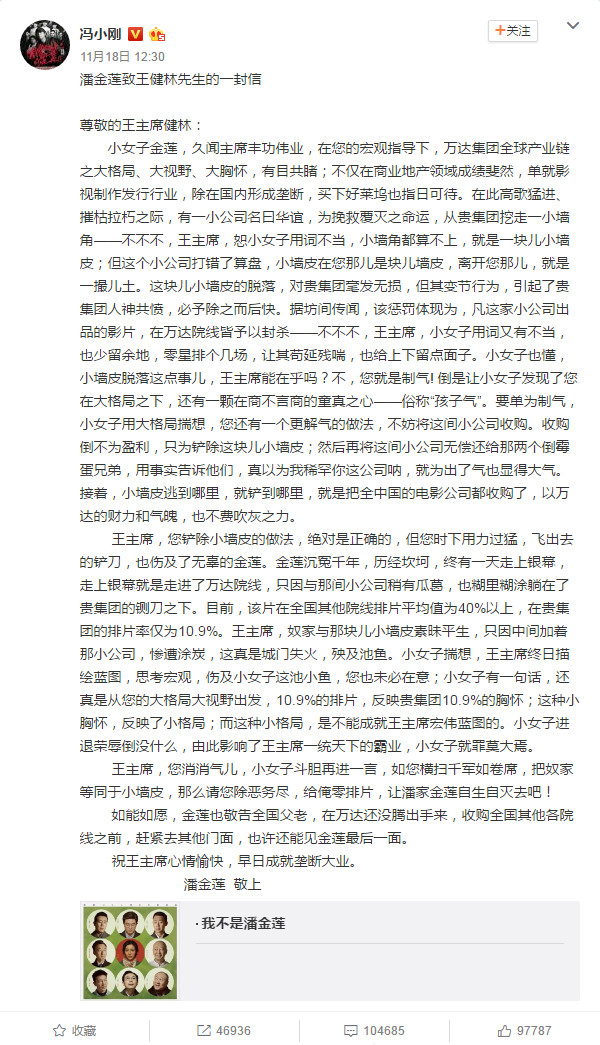 冯小刚
+关注
11月18日 12:30
潘金莲致王健林先生的一封信
尊敬的王主席健林：
小女子金莲，久闻主席丰功伟业，在您的宏观指导下，万达集团全球产业链
之大格局、大视野、大胸怀，有目共睹；不仅在商业地产领域成绩斐然，单就影
视制作发行行业，除在国内形成垄断，买下好莱坞也指日可待。在此高歌猛进、
摧枯拉朽之际，有一小公司名曰华谊，为挽救覆灭之命运，从贵集团挖走一小墙
角——不不不，王主席，恕小女子用词不当，小墙角都算不上，就是一块儿小墙
皮；但这个小公司打错了算盘，小墙皮在您那儿是块儿墙皮，离开您那儿，就是
一撮儿土。这块儿小墙皮的脱落，对贵集团毫发无损，但其变节行为，引起了贵
集团人神共愤，必予除之而后快。据坊间传闻，该惩罚体现为，凡这家小公司出
品的影片，在万达院线皆予以封杀——不不不，王主席，小女子用词又有不当，
也少留余地，零星排个几场，让其苟延残喘，也给上下留点面子。小女子也懂，
小墙皮脱落这点事儿，王主席能在乎吗？不，您就是制气! 倒是让小女子发现了您
在大格局之下，还有一颗在商不言商的童真之心——俗称“孩子气”。要单为制气，
小女子用大格局揣想，您还有一个更解气的做法，不妨将这间小公司收购。收购
倒不为盈利，只为铲除这块儿小墙皮；然后再将这间小公司无偿还给那两个倒霉
蛋兄弟，用事实告诉他们，真以为我稀罕你这公司呐，就为出了气也显得大气。
接着，小墙皮逃到哪里，就铲到哪里，就是把全中国的电影公司都收购了，以万
达的财力和气魄，也不费吹灰之力。
王主席，您铲除小墙皮的做法，绝对是正确的，但您时下用力过猛，飞出去
的铲刀，也伤及了无辜的金莲。金莲沉冤千年，历经坎坷，终有一天走上银幕，
走上银幕就是走进了万达院线，只因与那间小公司稍有瓜葛，也糊里糊涂躺在了
贵集团的铡刀之下。目前，该片在全国其他院线排片平均值为40%以上，在贵集
团的排片率仅为10.9%。王主席，奴家与那块儿小墙皮素昧平生，只因中间加着
那小公司，惨遭涂炭，这真是城门失火，殃及池鱼。小女子揣想，王主席终日描
绘蓝图，思考宏观，伤及小女子这池小鱼，您也未必在意；小女子有一句话，还
真是从您的大格局大视野出发，10.9%的排片，反映贵集团10.9%的胸怀；这种小
胸怀，反映了小格局；而这种小格局，是不能成就王主席宏伟蓝图的。小女子进
退荣辱倒没什么，由此影响了王主席一统天下的霸业，小女子就罪莫大焉。
王主席，您消消气儿，小女子斗胆再进一言，如您横扫千军如卷席，把奴家
等同于小墙皮，那么请您除恶务尽，给俺零排片，让潘家金莲自生自灭去吧！
如能如愿，金莲也敬告全国父老，在万达还没腾出手来，收购全国其他各院
线之前，赶紧去其他门面，也许还能见金莲最后一面。
祝王主席心情愉快，早日成就垄断大业。
潘金莲 敬上
· 我不是潘金莲
收藏
46936
104685
97787